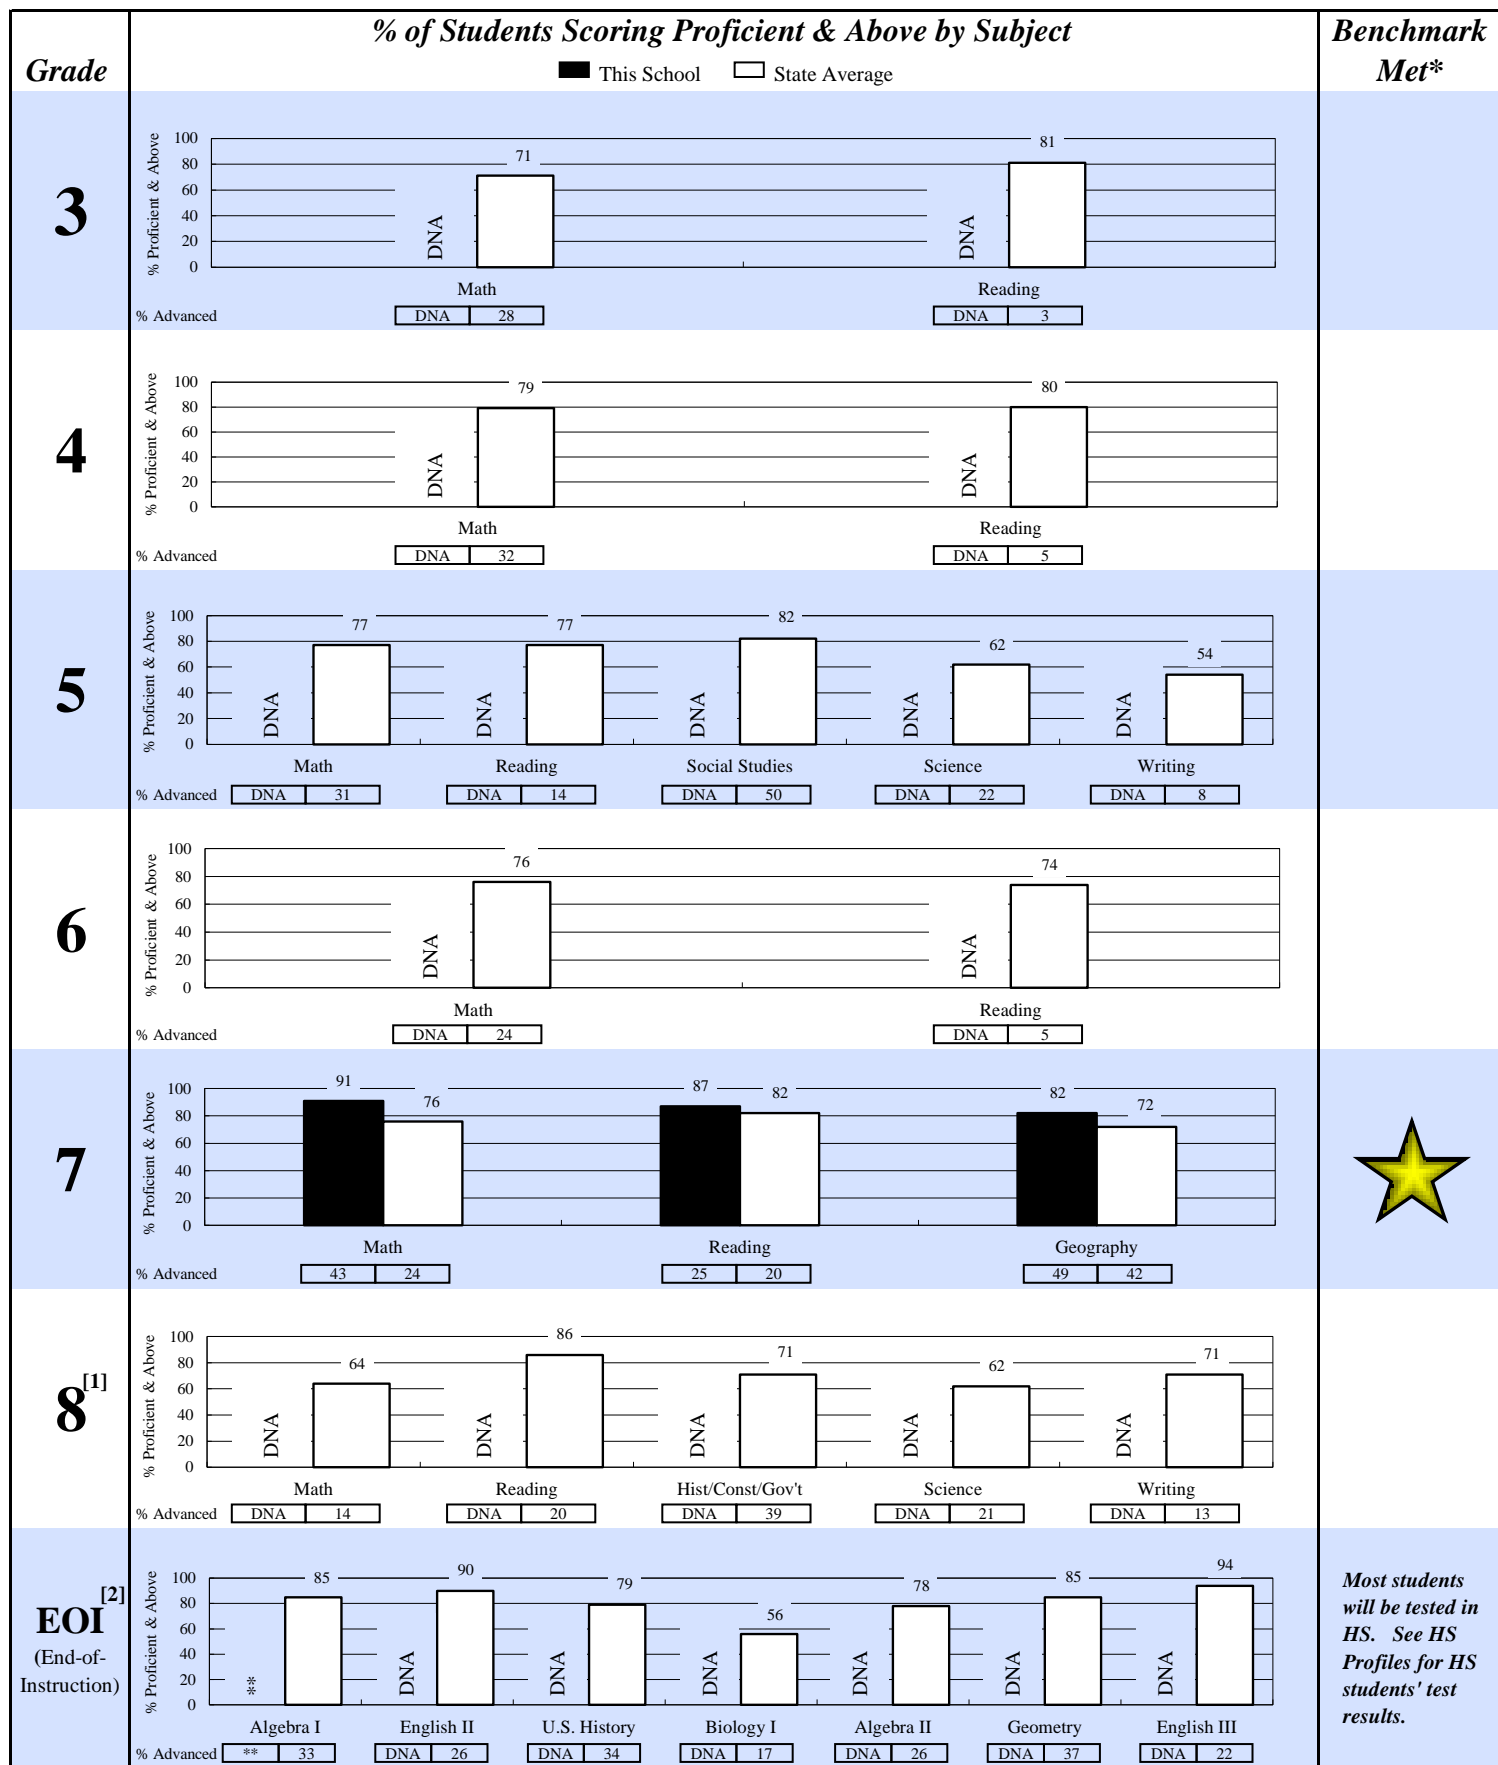 % of Students Scoring Proficient & Above by Subject
Benchmark
Met*
Grade
This School
State Average
3
% Proficient & Above
100
80
60
40
20
0
DNA
71
DNA
81
Math
Reading
% Advanced
DNA 28
DNA 3
4
% Proficient & Above
100
80
60
40
20
0
DNA
79
DNA
80
Math
Reading
% Advanced
DNA 32
DNA 5
5
% Proficient & Above
100
80
60
40
20
0
DNA
77
DNA
77
DNA
82
DNA
62
DNA
54
Math
Reading
Social Studies
Science
Writing
% Advanced
DNA 31
DNA 14
DNA 50
DNA 22
DNA 8
6
% Proficient & Above
100
80
60
40
20
0
DNA
76
DNA
74
Math
Reading
% Advanced
DNA 24
DNA 5
7
% Proficient & Above
100
80
60
40
20
0
91
76
87
82
82
72
Math
Reading
Geography
% Advanced
43 24
25 20
49 42
8[1]
% Proficient & Above
100
80
60
40
20
0
DNA
64
DNA
86
DNA
71
DNA
62
DNA
71
Math
Reading
Hist/Const/Gov't
Science
Writing
% Advanced
DNA 14
DNA 20
DNA 39
DNA 21
DNA 13
EOI[2]
(End-of-
Instruction)
% Proficient & Above
100
80
60
40
20
0
**
85
DNA
90
DNA
79
DNA
56
DNA
78
DNA
85
DNA
94
Algebra I
English II
U.S. History
Biology I
Algebra II
Geometry
English III
% Advanced
** 33
DNA 26
DNA 34
DNA 17
DNA 26
DNA 37
DNA 22
Most students
will be tested in
HS. See HS
Profiles for HS
students' test
results.